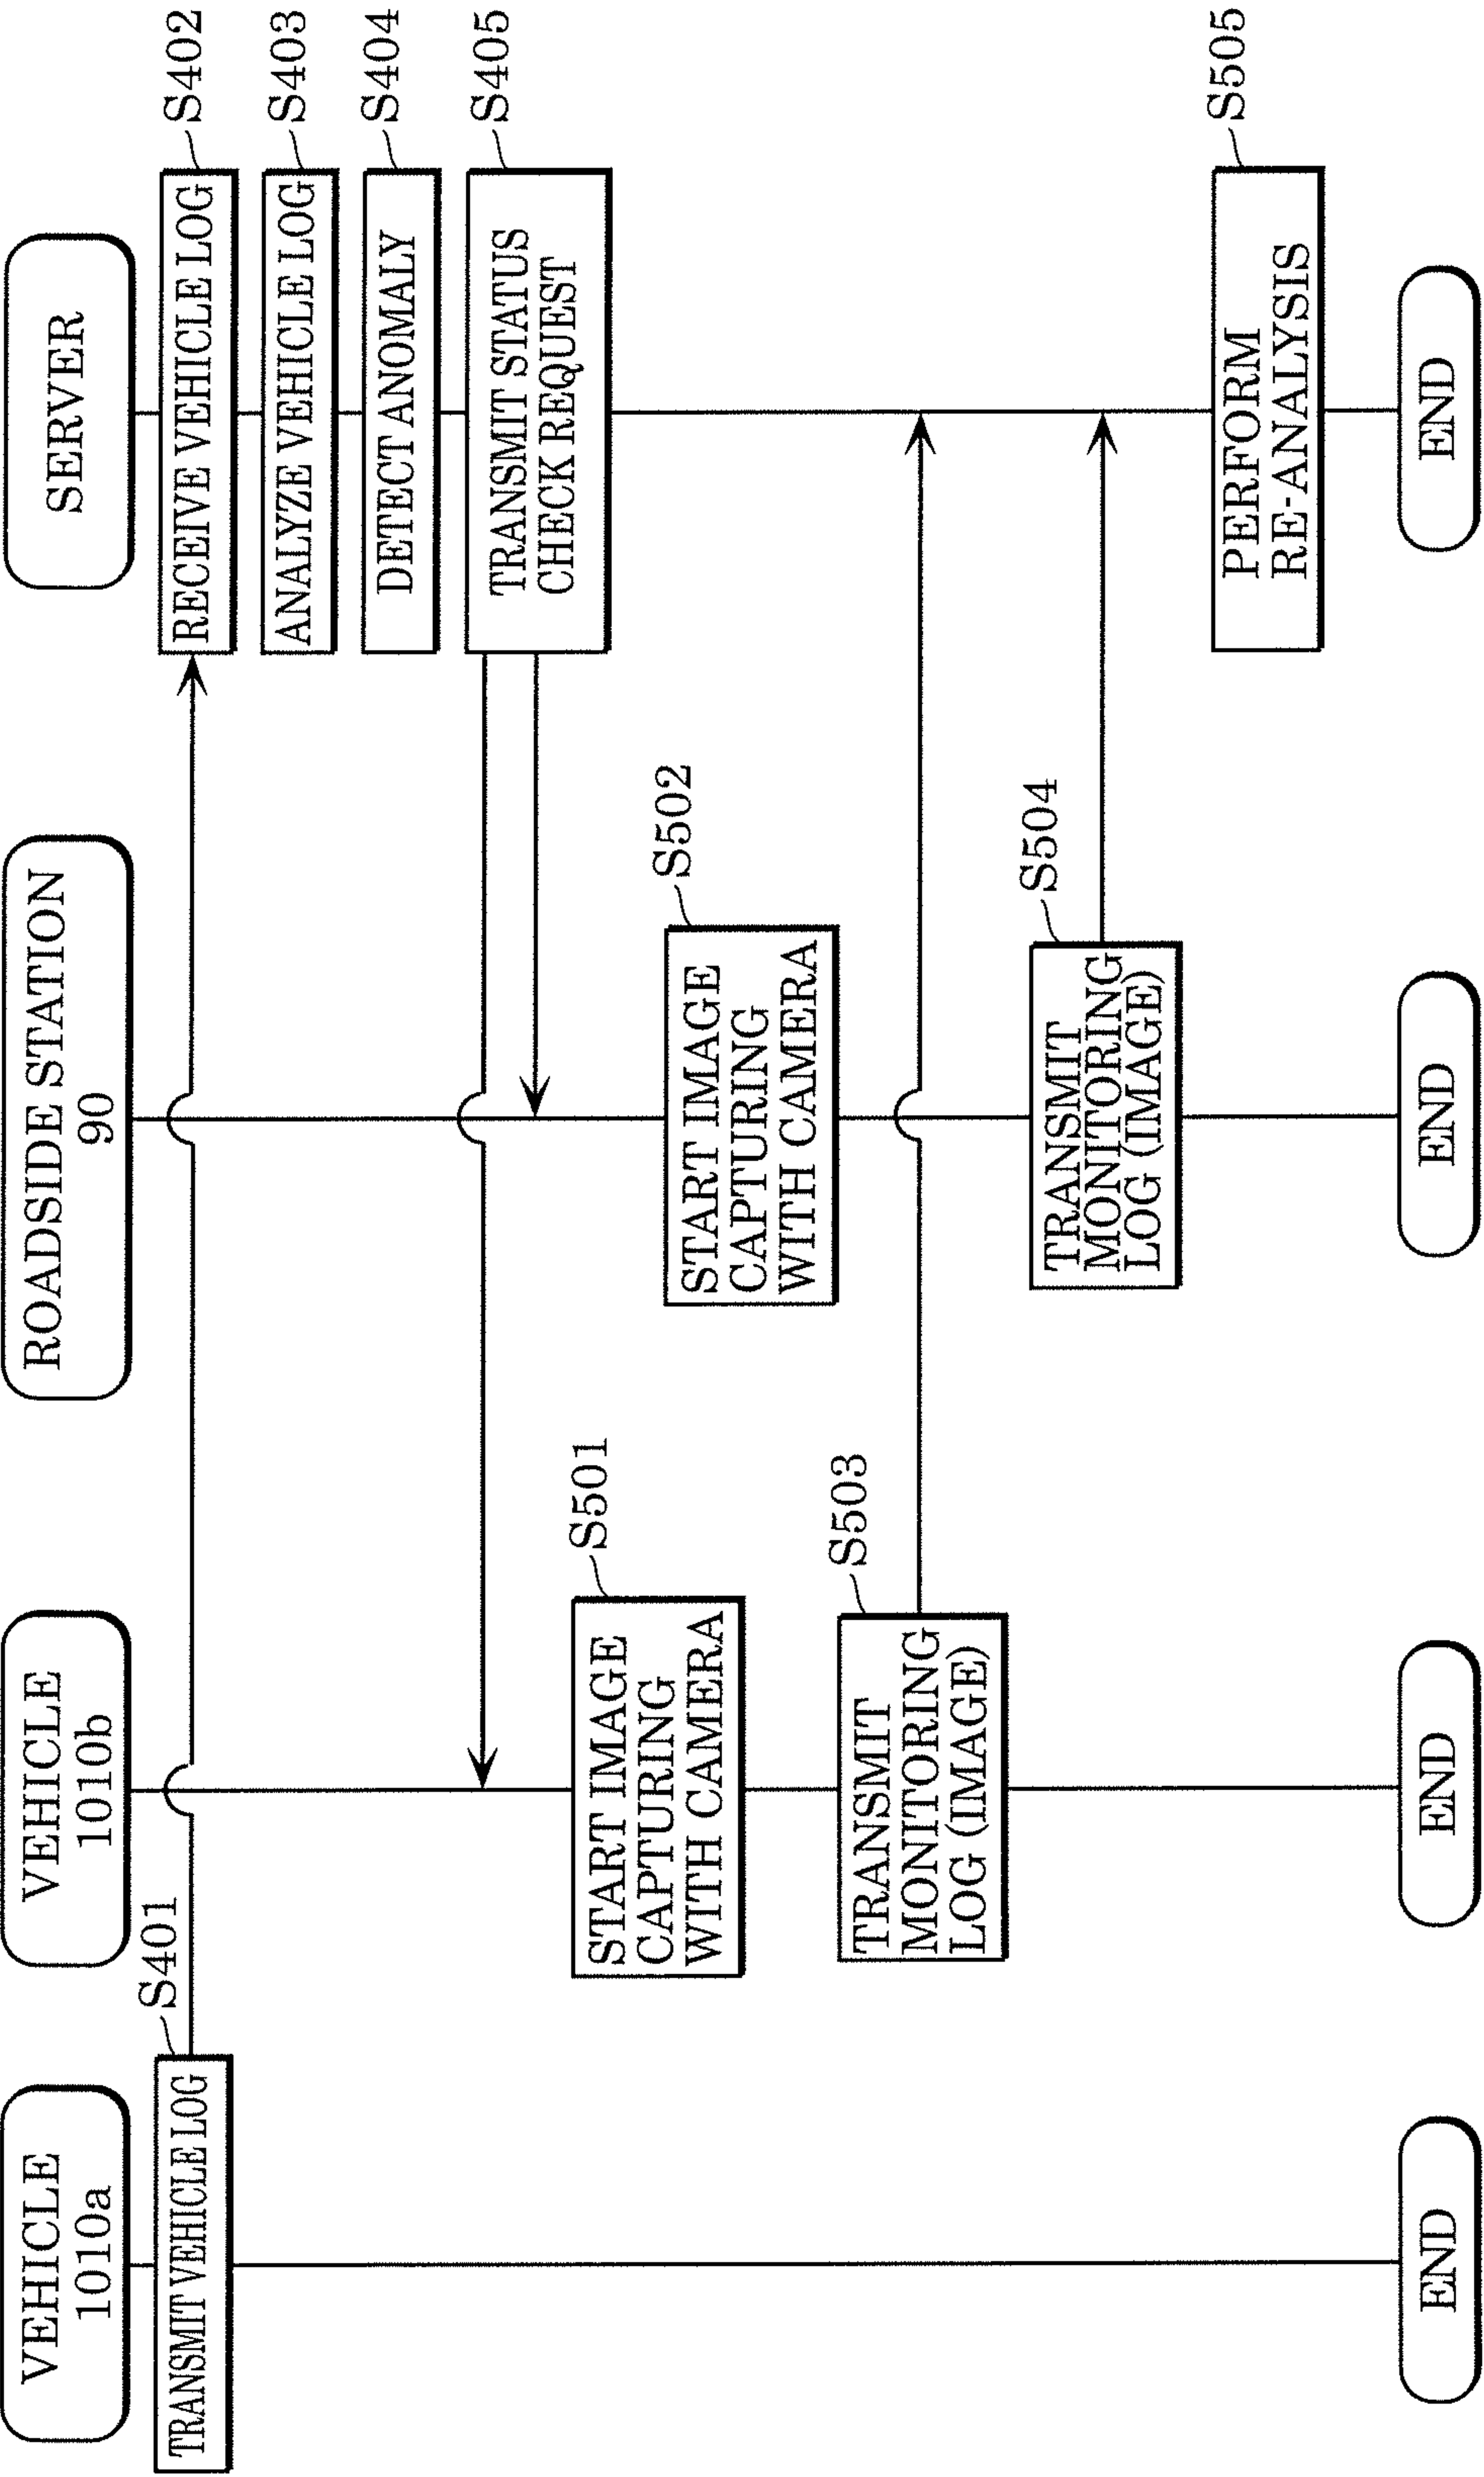 VEHICLE
1010a
VEHICLE
1010b
ROADSIDE STATION
90
SERVER
S401
TRANSMIT VEHICLE LOG
RECEIVE VEHICLE LOG
S402
ANALYZE VEHICLE LOG
S403
DETECT ANOMALY
S404
TRANSMIT STATUS
CHECK REQUEST
S405
START IMAGE
CAPTURING
WITH CAMERA
S501
START IMAGE
CAPTURING
WITH CAMERA
S502
TRANSMIT
MONITORING
LOG (IMAGE)
S503
TRANSMIT
MONITORING
LOG (IMAGE)
S504
PERFORM
RE-ANALYSIS
S505
END
END
END
END